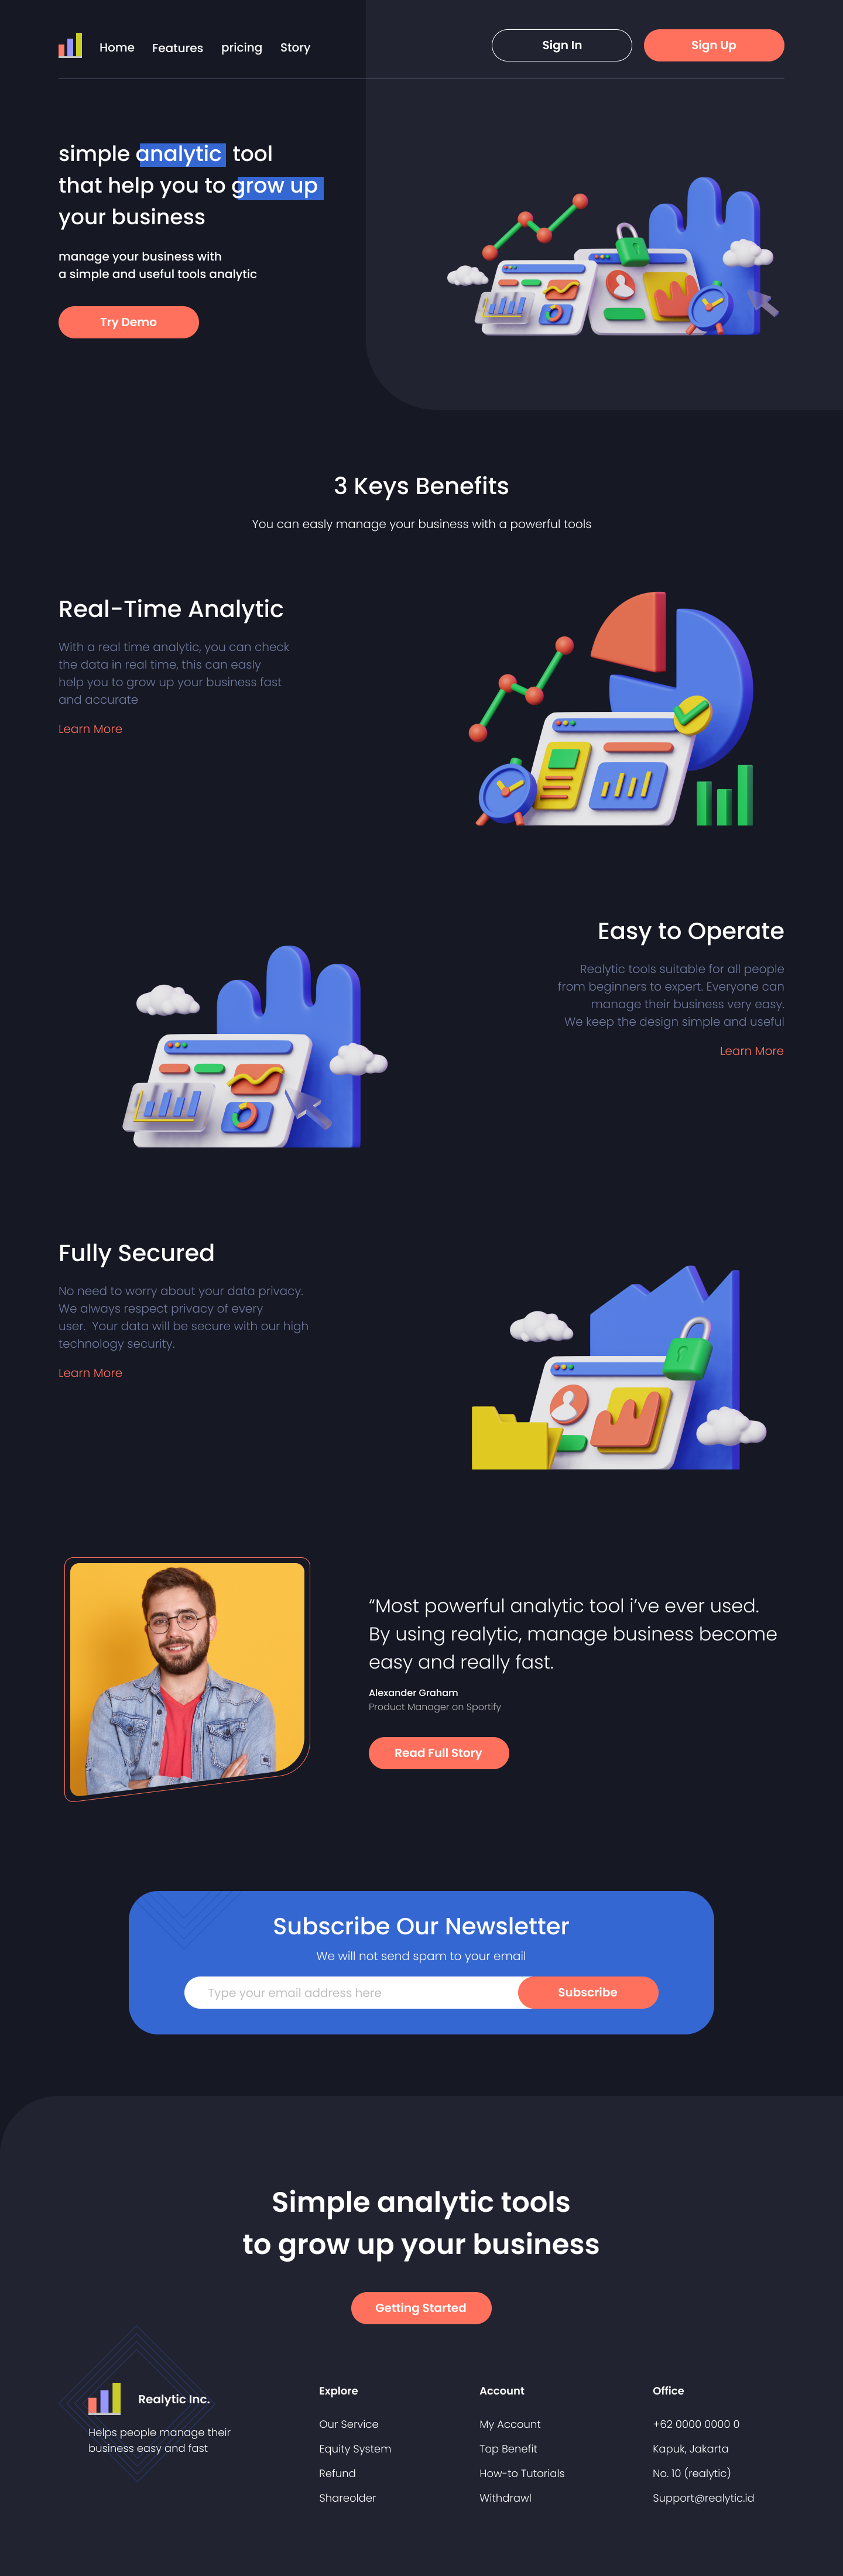 Home Features pricing Story Sign In Sign Up
simple analytic tool
that help you to grow up
your business
manage your business with
a simple and useful tools analytic
Try Demo
3 Keys Benefits
You can easly manage your business with a powerful tools
Real-Time Analytic
With a real time analytic, you can check
the data in real time, this can easly
help you to grow up your business fast
and accurate
Learn More
Easy to Operate
Realytic tools suitable for all people
from beginners to expert. Everyone can
manage their business very easy.
We keep the design simple and useful
Learn More
Fully Secured
No need to worry about your data privacy.
We always respect privacy of every
user.  Your data will be secure with our high
technology security.
Learn More
“Most powerful analytic tool i’ve ever used.
By using realytic, manage business become
easy and really fast.
Alexander Graham
Product Manager on Sportify
Read Full Story
Subscribe Our Newsletter
We will not send spam to your email
Type your email address here Subscribe
Simple analytic tools
to grow up your business
Getting Started
Realytic Inc.
Helps people manage their
business easy and fast
Explore
Our Service
Equity System
Refund
Shareolder
Account
My Account
Top Benefit
How-to Tutorials
Withdrawl
Office
+62 0000 0000 0
Kapuk, Jakarta
No. 10 (realytic)
Support@realytic.id